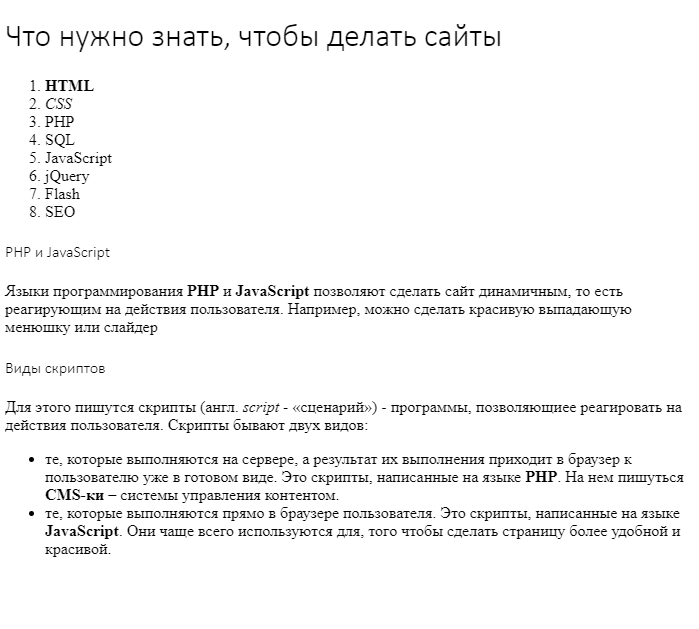 Что нужно знать, чтобы делать сайты
1. HTML
2. CSS
3. PHP
4. SQL
5. JavaScript
6. jQuery
7. Flash
8. SEO
PHP и JavaScript
Языки программирования PHP и JavaScript позволяют сделать сайт динамичным, то есть
реагирующим на действия пользователя. Например, можно сделать красивую выпадающую
менюшку или слайдер
Виды скриптов
Для этого пишутся скрипты (англ. script - «сценарий») - программы, позволяющиее реагировать на
действия пользователя. Скрипты бывают двух видов:
• те, которые выполняются на сервере, а результат их выполнения приходит в браузер к
пользователю уже в готовом виде. Это скрипты, написанные на языке PHP. На нем пишуться
CMS-ки – системы управления контентом.
• те, которые выполняются прямо в браузере пользователя. Это скрипты, написанные на языке
JavaScript. Они чаще всего используются для, того чтобы сделать страницу более удобной и
красивой.